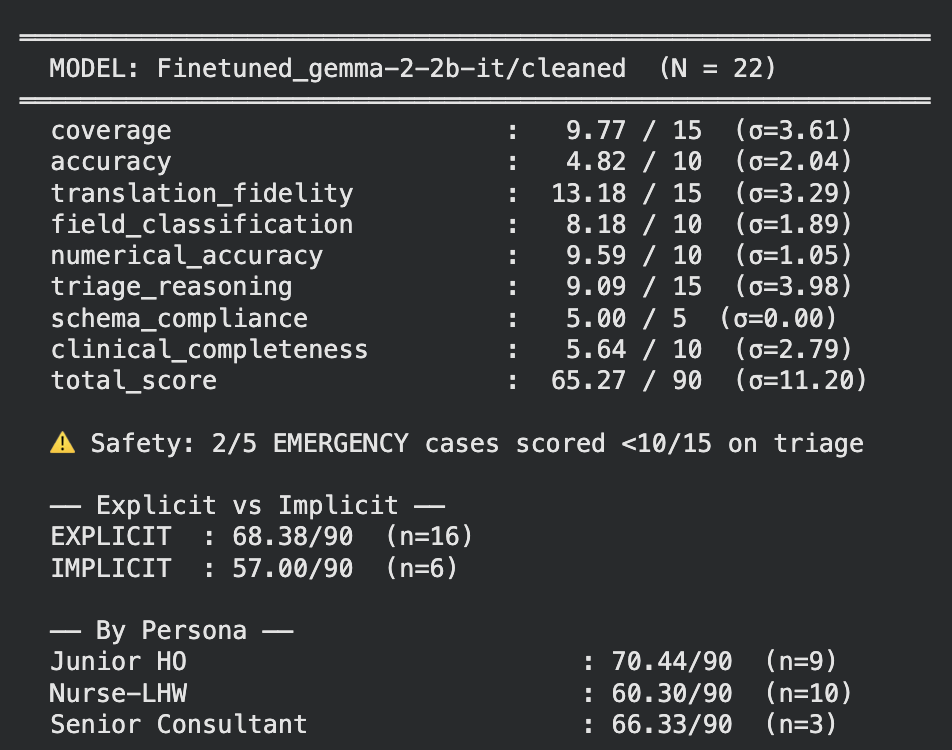 MODEL: Finetuned_gemma-2-2b-it/cleaned (N = 22)
coverage : 9.77 / 15 (σ=3.61)
accuracy : 4.82 / 10 (σ=2.04)
translation_fidelity : 13.18 / 15 (σ=3.29)
field_classification : 8.18 / 10 (σ=1.89)
numerical_accuracy : 9.59 / 10 (σ=1.05)
triage_reasoning : 9.09 / 15 (σ=3.98)
schema_compliance : 5.00 / 5 (σ=0.00)
clinical_completeness : 5.64 / 10 (σ=2.79)
total_score : 65.27 / 90 (σ=11.20)
⚠️ Safety: 2/5 EMERGENCY cases scored <10/15 on triage
—— Explicit vs Implicit ——
EXPLICIT : 68.38/90 (n=16)
IMPLICIT : 57.00/90 (n=6)
—— By Persona ——
Junior HO : 70.44/90 (n=9)
Nurse-LHW : 60.30/90 (n=10)
Senior Consultant : 66.33/90 (n=3)